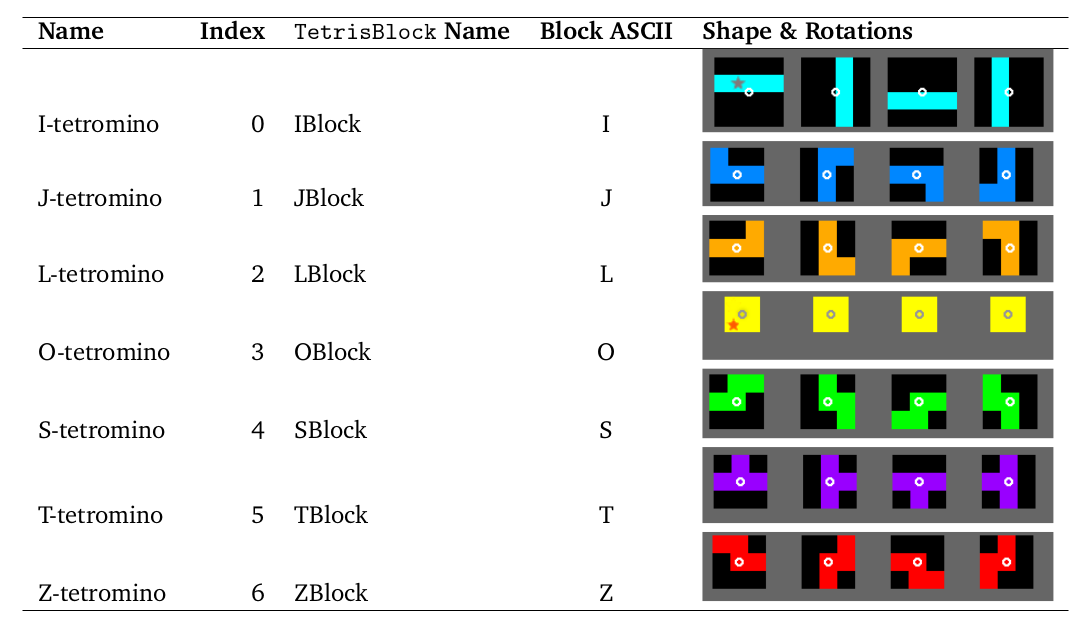 Name Index TetrisBlock Name Block ASCII Shape & Rotations
I-tetromino 0 IBlock I
J-tetromino 1 JBlock J
L-tetromino 2 LBlock L
O-tetromino 3 OBlock O
S-tetromino 4 SBlock S
T-tetromino 5 TBlock T
Z-tetromino 6 ZBlock Z